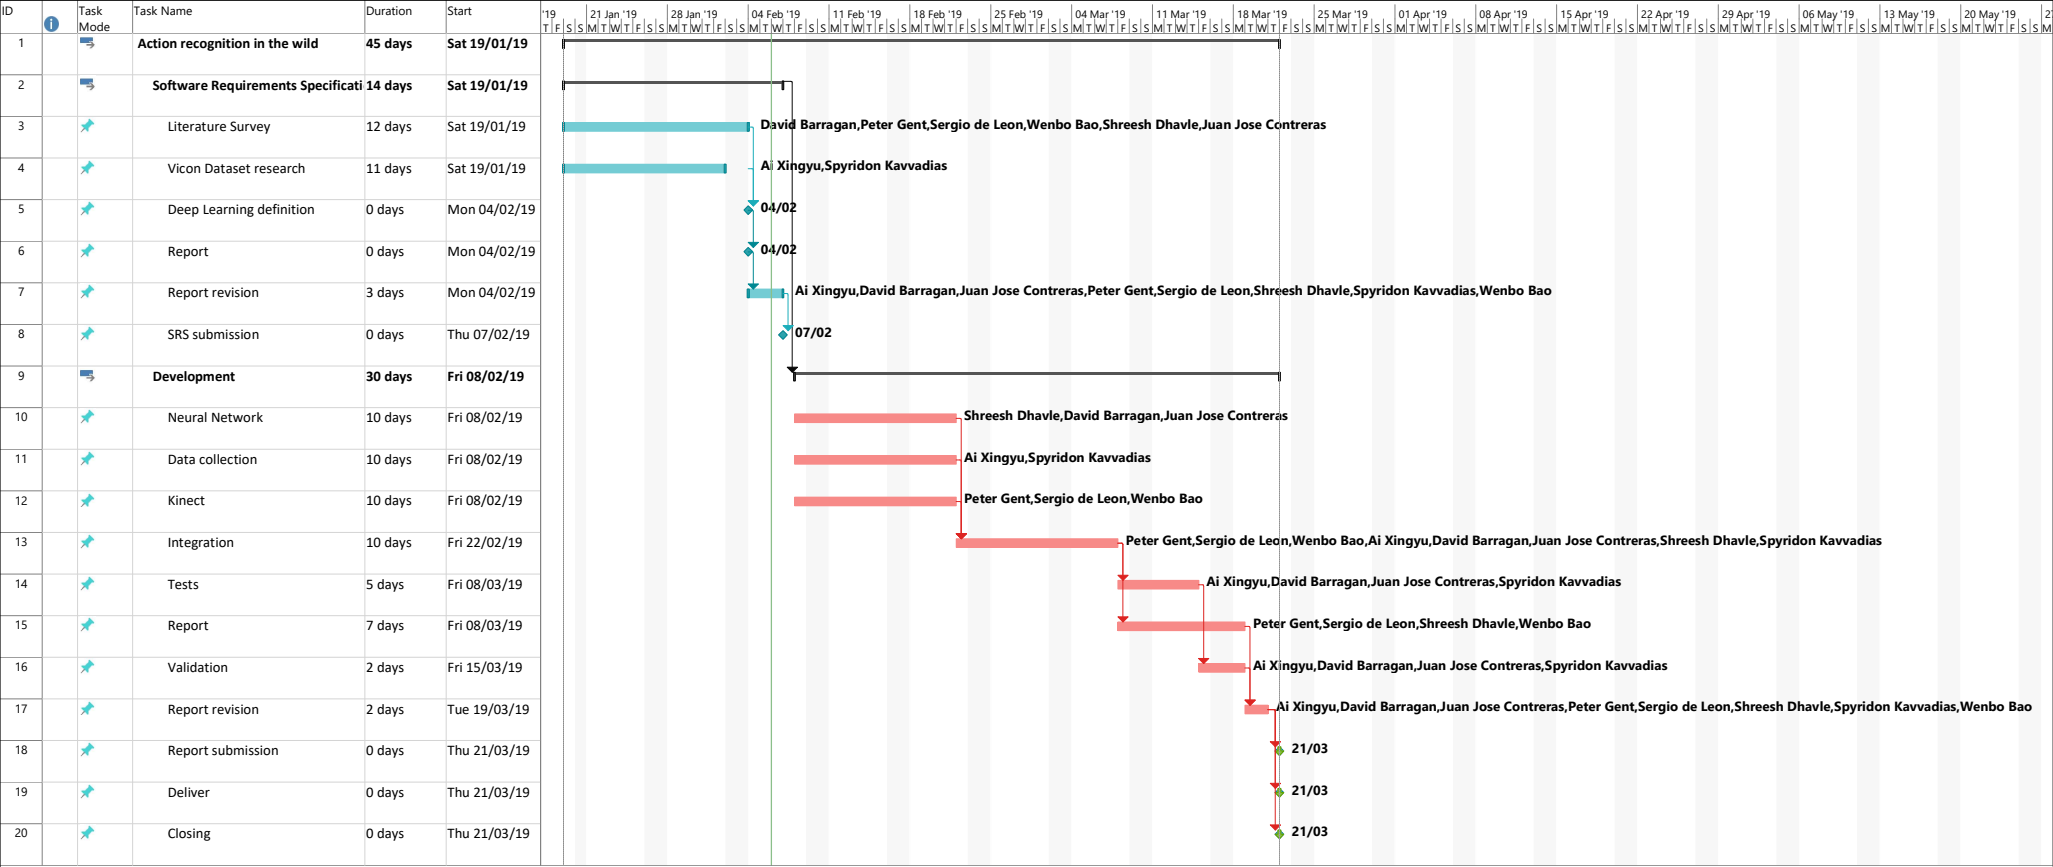 ID Task Mode Task Name Duration Start '19 21 Jan '19 28 Jan '19 04 Feb '19 11 Feb '19 18 Feb '19 25 Feb '19 04 Mar '19 11 Mar '19 18 Mar '19 25 Mar '19 01 Apr '19 08 Apr '19 15 Apr '19 22 Apr '19 29 Apr '19 06 May '19 13 May '19 20 May '19 27
T F S S M T W T F S S M T W T F S S M T W T F S S M T W T F S S M T W T F S S M T W T F S S M T W T F S S M T W T F S S M T W T F S S M T W T F S S M T W T F S S M T W T F S S M T W T F S S M T W T F S S M T W T F S S M T W T F S S M T W T F S S M T W T F S S M
1 Action recognition in the wild 45 days Sat 19/01/19
2 Software Requirements Specificati 14 days Sat 19/01/19
3 Literature Survey 12 days Sat 19/01/19 David Barragan,Peter Gent,Sergio de Leon,Wenbo Bao,Shreesh Dhavle,Juan Jose Contreras
4 Vicon Dataset research 11 days Sat 19/01/19 Ai Xingyu,Spyridon Kavvadias
5 Deep Learning definition 0 days Mon 04/02/19 04/02
6 Report 0 days Mon 04/02/19 04/02
7 Report revision 3 days Mon 04/02/19 Ai Xingyu,David Barragan,Juan Jose Contreras,Peter Gent,Sergio de Leon,Shreesh Dhavle,Spyridon Kavvadias,Wenbo Bao
8 SRS submission 0 days Thu 07/02/19 07/02
9 Development 30 days Fri 08/02/19
10 Neural Network 10 days Fri 08/02/19 Shreesh Dhavle,David Barragan,Juan Jose Contreras
11 Data collection 10 days Fri 08/02/19 Ai Xingyu,Spyridon Kavvadias
12 Kinect 10 days Fri 08/02/19 Peter Gent,Sergio de Leon,Wenbo Bao
13 Integration 10 days Fri 22/02/19 Peter Gent,Sergio de Leon,Wenbo Bao,Ai Xingyu,David Barragan,Juan Jose Contreras,Shreesh Dhavle,Spyridon Kavvadias
14 Tests 5 days Fri 08/03/19 Ai Xingyu,David Barragan,Juan Jose Contreras,Spyridon Kavvadias
15 Report 7 days Fri 08/03/19 Peter Gent,Sergio de Leon,Shreesh Dhavle,Wenbo Bao
16 Validation 2 days Fri 15/03/19 Ai Xingyu,David Barragan,Juan Jose Contreras,Spyridon Kavvadias
17 Report revision 2 days Tue 19/03/19 Ai Xingyu,David Barragan,Juan Jose Contreras,Peter Gent,Sergio de Leon,Shreesh Dhavle,Spyridon Kavvadias,Wenbo Bao
18 Report submission 0 days Thu 21/03/19 21/03
19 Deliver 0 days Thu 21/03/19 21/03
20 Closing 0 days Thu 21/03/19 21/03